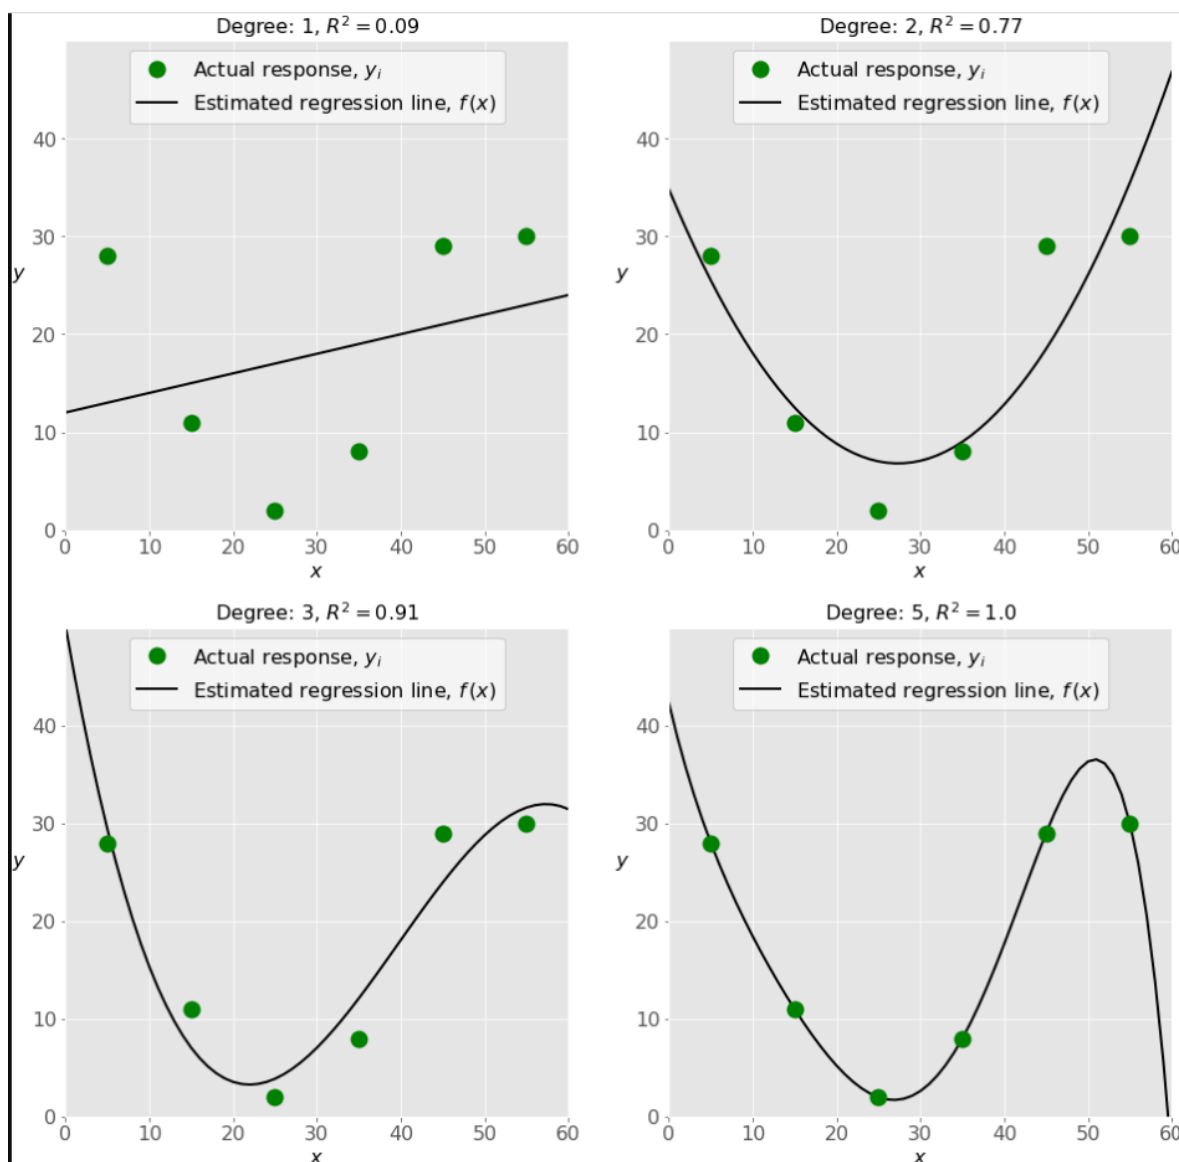 Degree: 1, R² = 0.09
Actual response, yᵢ
Estimated regression line, f(x)
40
30
y
20
10
0
0 10 20 30 40 50 60
x
Degree: 2, R² = 0.77
Actual response, yᵢ
Estimated regression line, f(x)
40
30
y
20
10
0
0 10 20 30 40 50 60
x
Degree: 3, R² = 0.91
Actual response, yᵢ
Estimated regression line, f(x)
40
30
y
20
10
0
0 10 20 30 40 50 60
x
Degree: 5, R² = 1.0
Actual response, yᵢ
Estimated regression line, f(x)
40
30
y
20
10
0
0 10 20 30 40 50 60
x